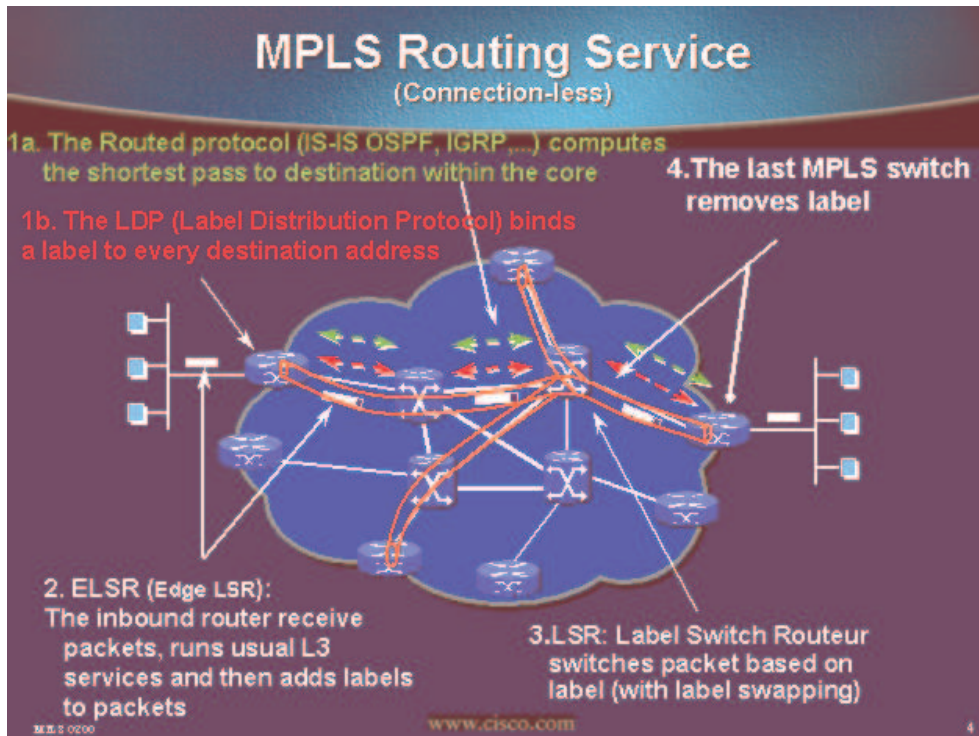 MPLS Routing Service
(Connection-less)
1a. The Routed protocol (IS-IS OSPF, IGRP,...) computes
the shortest pass to destination within the core
4.The last MPLS switch
removes label
1b. The LDP (Label Distribution Protocol) binds
a label to every destination address
2. ELSR (Edge LSR):
The inbound router receive
packets, runs usual L3
services and then adds labels
to packets
3.LSR: Label Switch Routeur
switches packet based on
label (with label swapping)
www.cisco.com
4